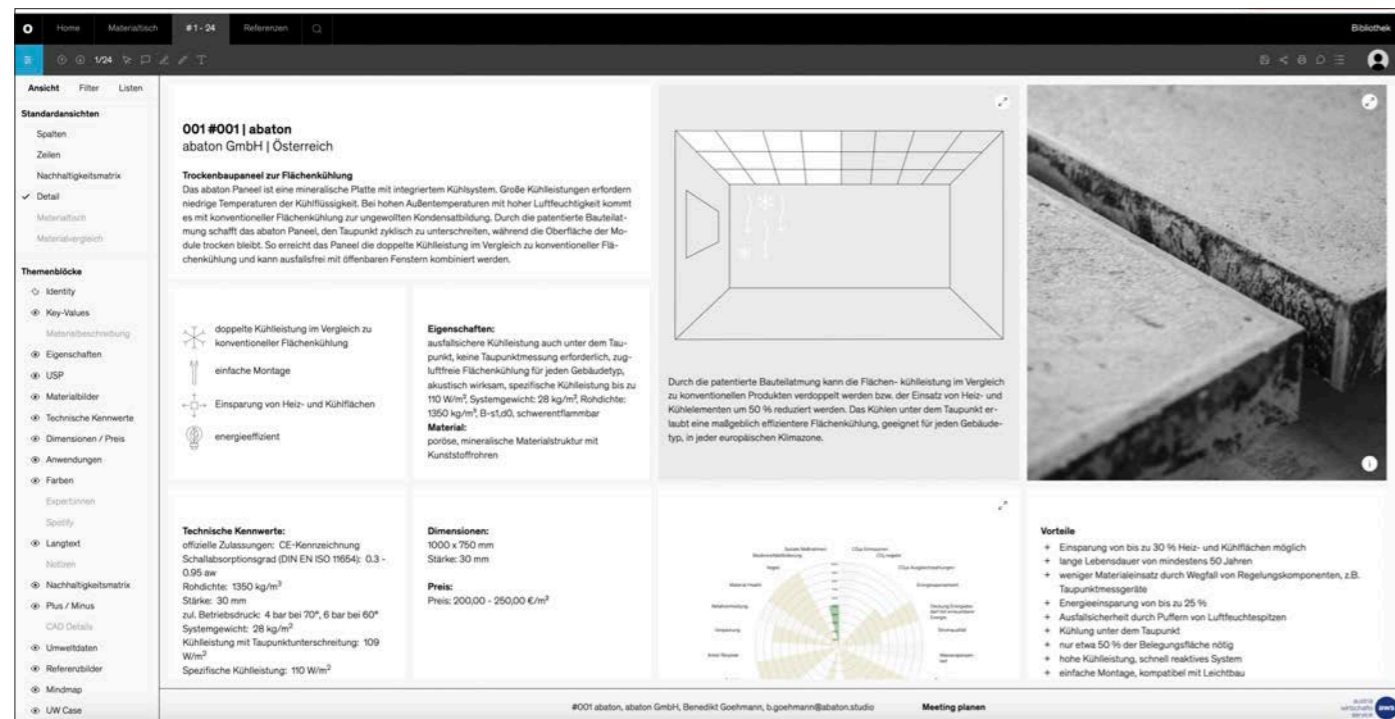 Home
Materialtisch
#1 - 24
Referenzen
Bibliothek
1/24
T
Ansicht
Filter
Listen
Standardansichten
Spalten
Zeilen
Nachhaltigkeitsmatrix
Detail
Materialtisch
Materialvergleich
Themenblöcke
Identity
Key-Values
Materialbeschreibung
Eigenschaften
USP
Materialbilder
Technische Kennwerte
Dimensionen / Preis
Anwendungen
Farben
Expert:innen
Spotify
Langtext
Notizen
Nachhaltigkeitsmatrix
Plus / Minus
CAD Details
Umweltdaten
Referenzbilder
Mindmap
UW Case
001 #001 | abaton
abaton GmbH | Österreich
Trockenbaupaneel zur Flächenkühlung
Das abaton Paneel ist eine mineralische Platte mit integriertem Kühlsystem. Große Kühlleistungen erfordern
niedrige Temperaturen der Kühlflüssigkeit. Bei hohen Außentemperaturen mit hoher Luftfeuchtigkeit kommt
es mit konventioneller Flächenkühlung zur ungewollten Kondensatbildung. Durch die patentierte Bauteilat-
mung schafft das abaton Paneel, den Taupunkt zyklisch zu unterschreiten, während die Oberfläche der Mo-
dule trocken bleibt. So erreicht das Paneel die doppelte Kühlleistung im Vergleich zu konventioneller Flä-
chenkühlung und kann ausfallsfrei mit öffenbaren Fenstern kombiniert werden.
doppelte Kühlleistung im Vergleich zu
konventioneller Flächenkühlung
einfache Montage
Einsparung von Heiz- und Kühlflächen
energieeffizient
Eigenschaften:
ausfallsichere Kühlleistung auch unter dem Tau-
punkt, keine Taupunktmessung erforderlich, zug-
luftfreie Flächenkühlung für jeden Gebäudetyp,
akustisch wirksam, spezifische Kühlleistung bis zu
110 W/m², Systemgewicht: 28 kg/m², Rohdichte:
1350 kg/m³, B-s1,d0, schwerentflammbar
Material:
poröse, mineralische Materialstruktur mit
Kunststoffrohren
Durch die patentierte Bauteilatmung kann die Flächen- kühlleistung im Vergleich
zu konventionellen Produkten verdoppelt werden bzw. der Einsatz von Heiz- und
Kühlelementen um 50 % reduziert werden. Das Kühlen unter dem Taupunkt er-
laubt eine maßgeblich effizientere Flächenkühlung, geeignet für jeden Gebäude-
typ, in jeder europäischen Klimazone.
i
Technische Kennwerte:
offizielle Zulassungen: CE-Kennzeichnung
Schallabsorptionsgrad (DIN EN ISO 11654): 0.3 -
0.95 aw
Rohdichte: 1350 kg/m³
Stärke: 30 mm
zul. Betriebsdruck: 4 bar bei 70°, 6 bar bei 60°
Systemgewicht: 28 kg/m²
Kühlleistung mit Taupunktunterschreitung: 109
W/m²
Spezifische Kühlleistung: 110 W/m²
Dimensionen:
1000 x 750 mm
Stärke: 30 mm
Preis:
Preis: 200,00 - 250,00 €/m²
Soziale Maßnahmen
Vegan
Material Health
Verpackung
CO₂ negativ
Stromqualität
Vorteile
+ Einsparung von bis zu 30 % Heiz- und Kühlflächen möglich
+ lange Lebensdauer von mindestens 50 Jahren
+ weniger Materialeinsatz durch Wegfall von Regelungskomponenten, z.B.
Taupunktmessgeräte
+ Energieeinsparung von bis zu 25 %
+ Ausfallsicherheit durch Puffern von Luftfeuchtespitzen
+ Kühlung unter dem Taupunkt
+ nur etwa 50 % der Belegungsfläche nötig
+ hohe Kühlleistung, schnell reaktives System
+ einfache Montage, kompatibel mit Leichtbau
#001 abaton, abaton GmbH, Benedikt Goehmann, b.goehmann@abaton.studio
Meeting planen
austria
wirtschafts
service
aws